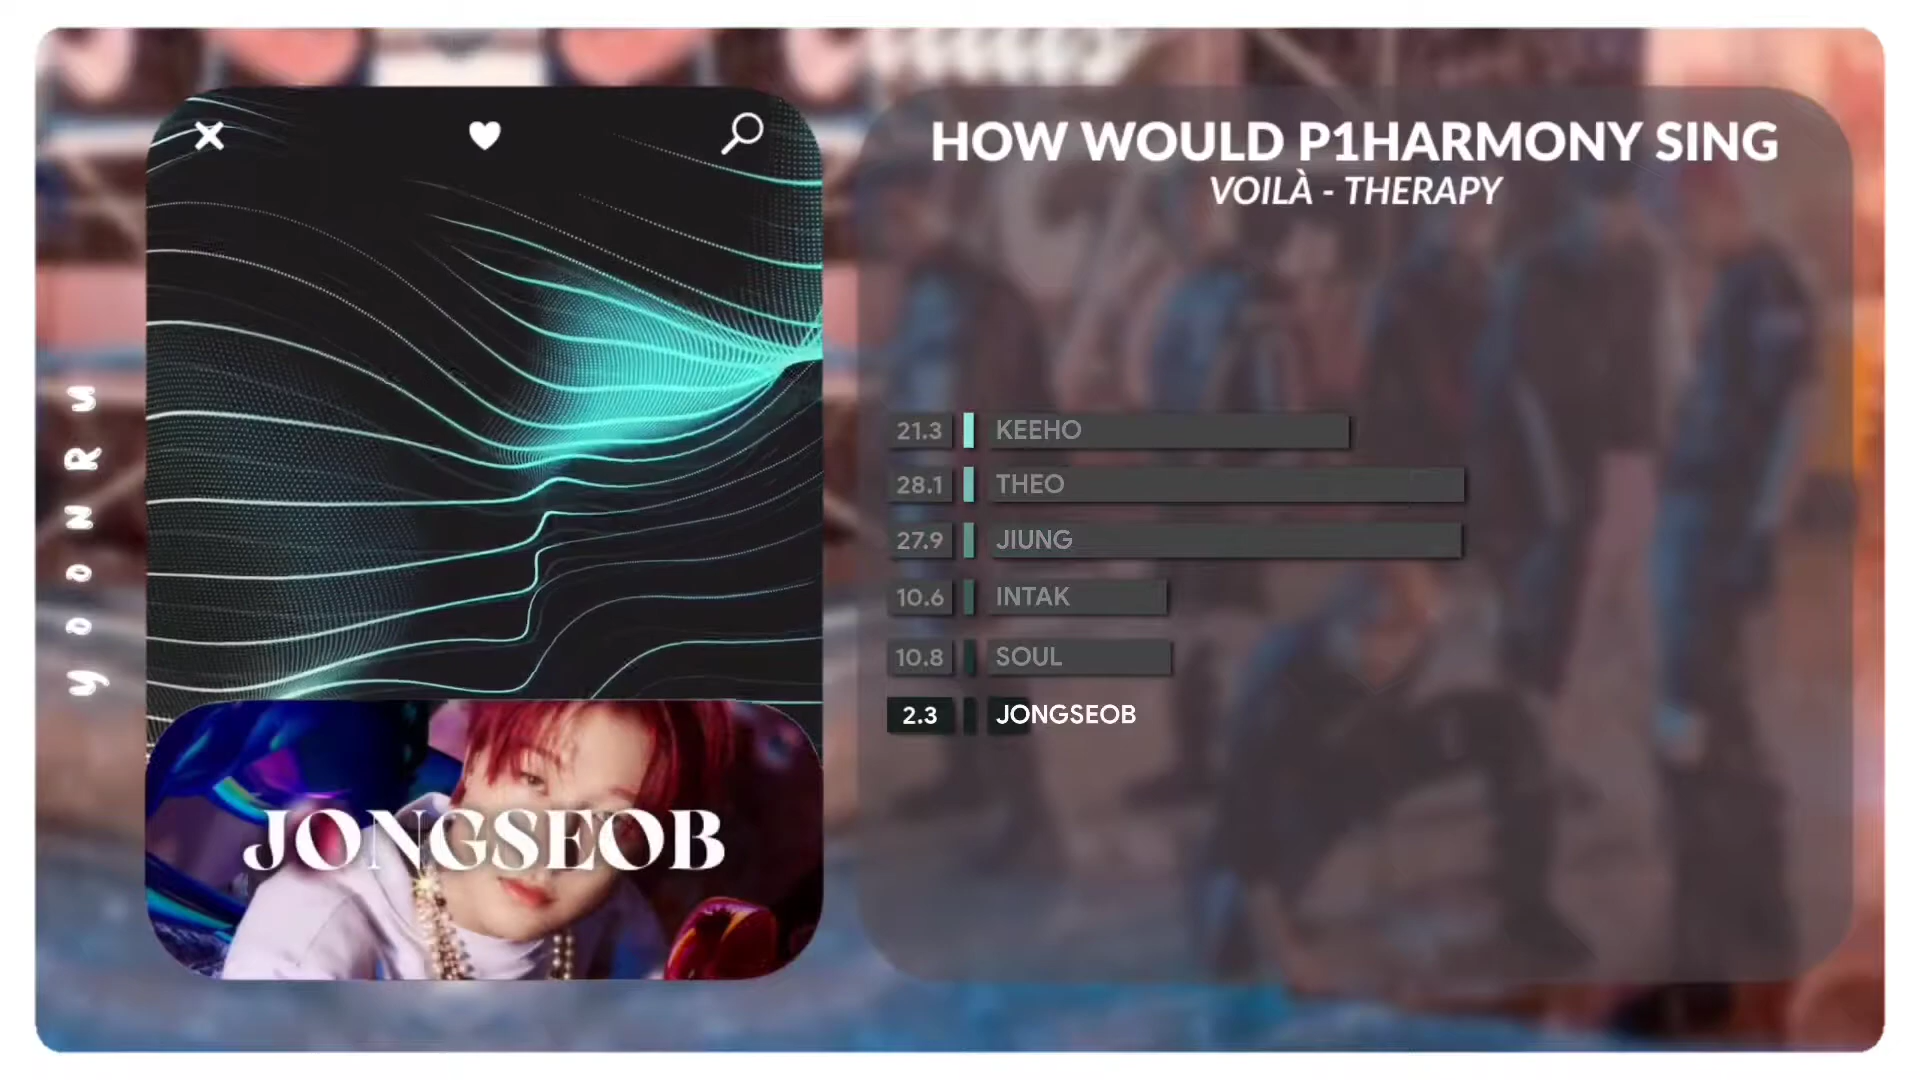 yooNRu
HOW WOULD P1HARMONY SING
VOILÀ - THERAPY
21.3 KEEHO
28.1 THEO
27.9 JIUNG
10.6 INTAK
10.8 SOUL
2.3 JONGSEOB
JONGSEOB